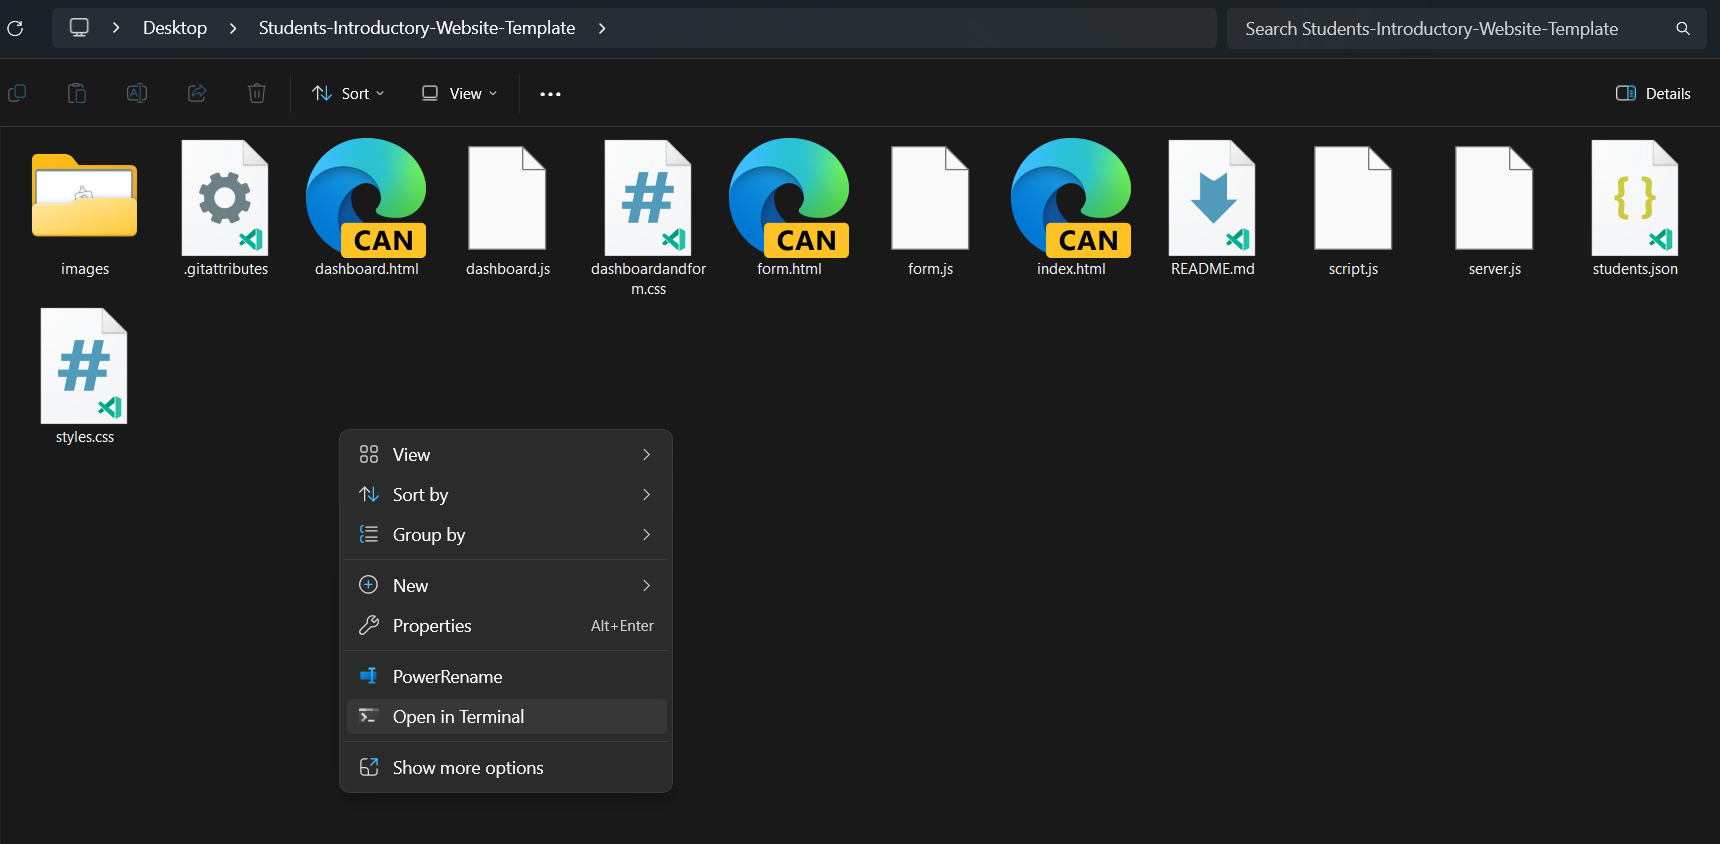 Desktop
Students-Introductory-Website-Template
Search Students-Introductory-Website-Template
Sort
View
Details
images
.gitattributes
CAN
dashboard.html
dashboard.js
dashboardandfor
m.css
CAN
form.html
form.js
CAN
index.html
README.md
script.js
server.js
{ }
students.json
#
#
styles.css
View
Sort by
Group by
New
Properties Alt+Enter
PowerRename
Open in Terminal
Show more options